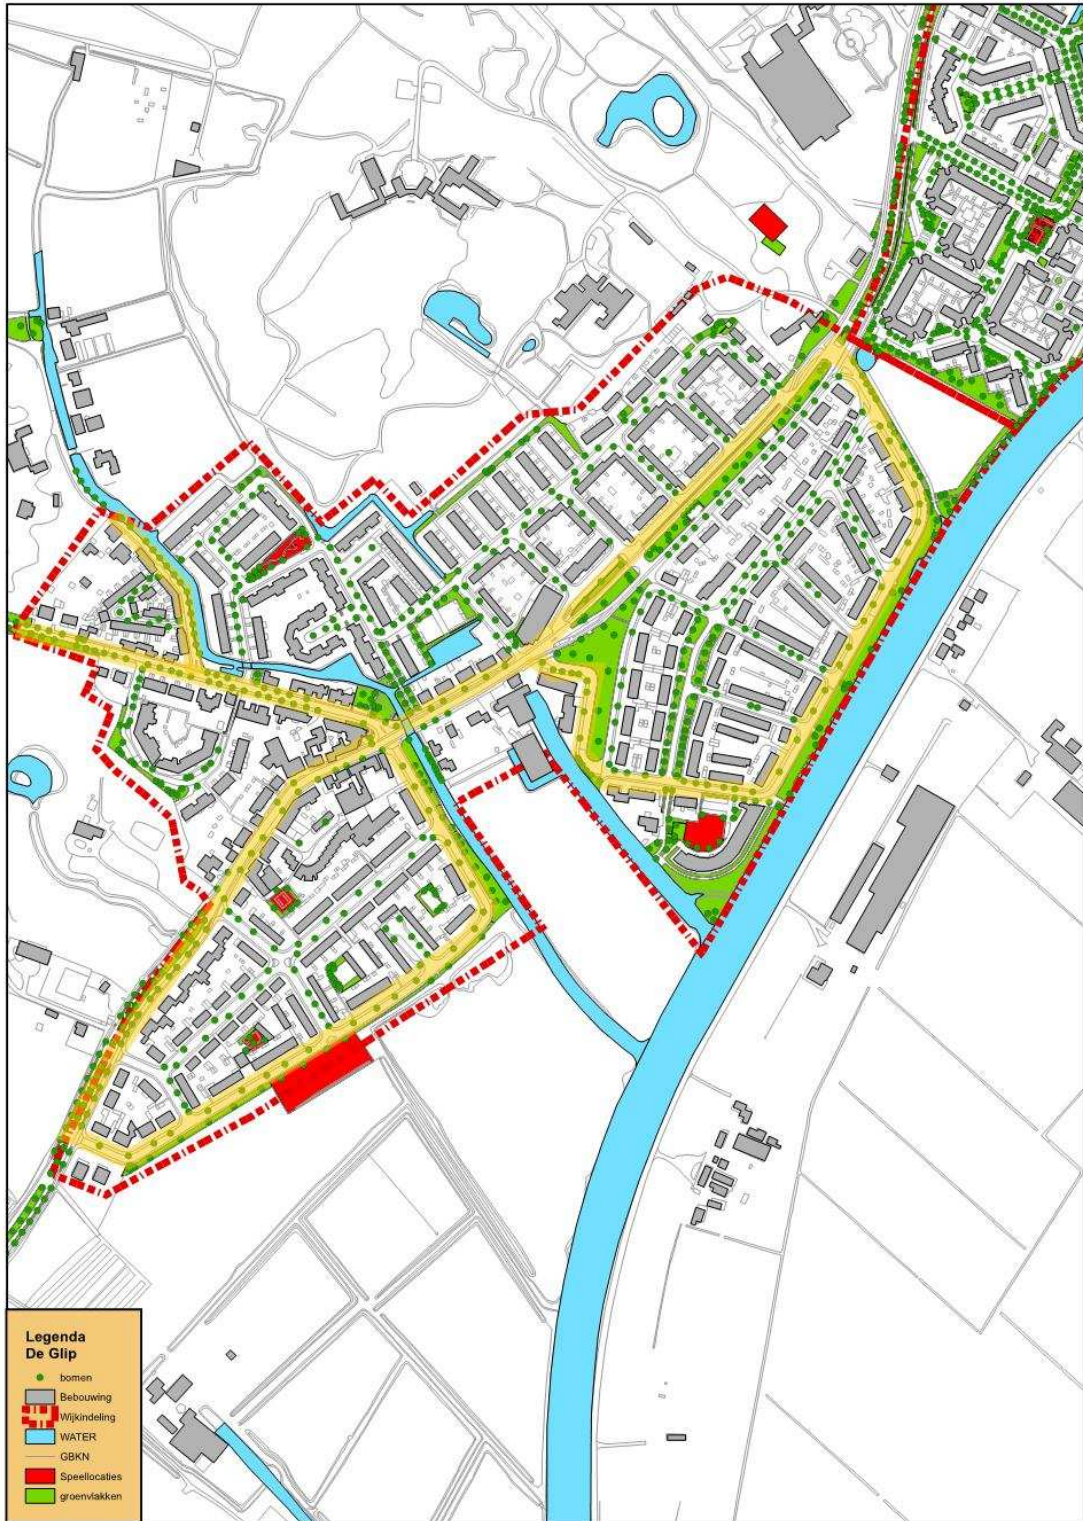 Legenda
De Glip
bomen
Bebouwing
Wijkindeling
WATER
GBKN
Speellocaties
groenvlakken